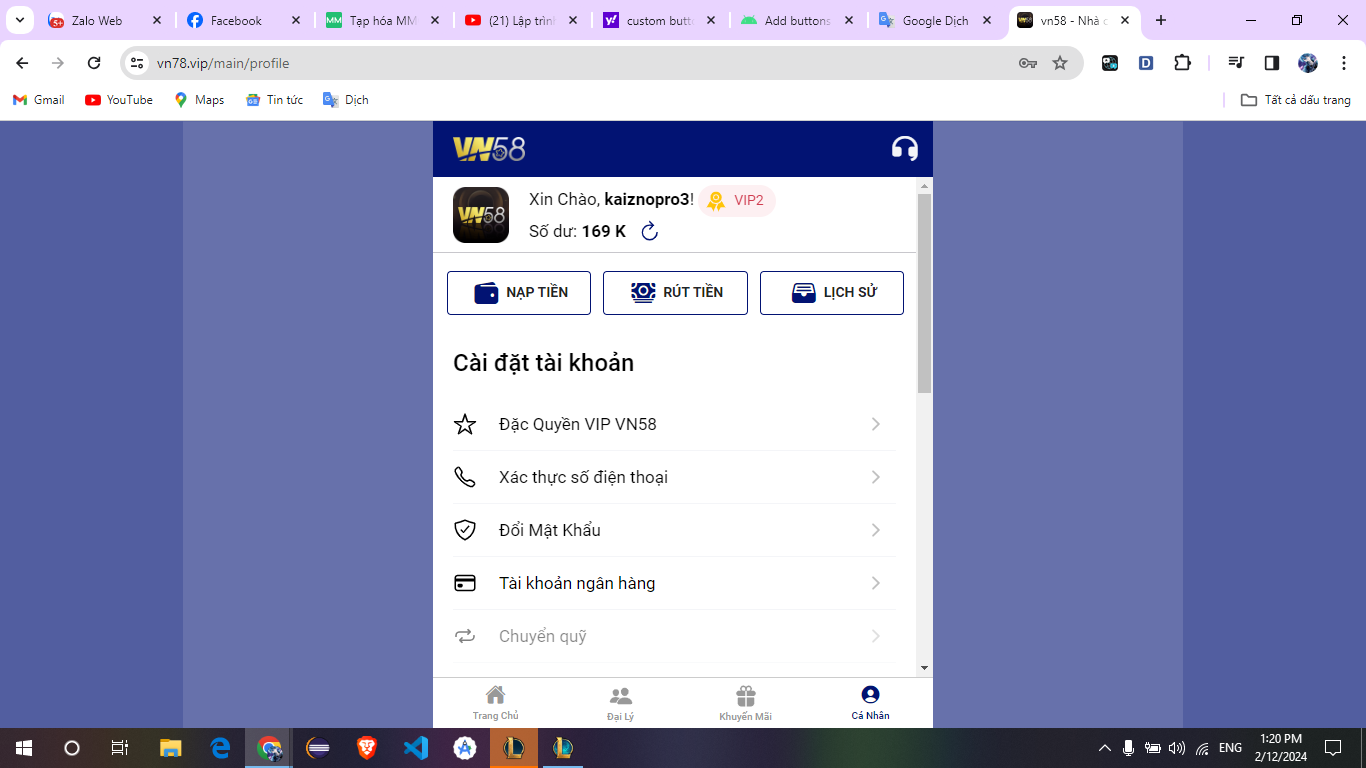 Zalo Web
Facebook
Tạp hóa MM
(21) Lập trình
custom butt
Add buttons
Google Dịch
vn58 - Nhà c
vn78.vip/main/profile
Gmail
YouTube
Maps
Tin tức
Dịch
Tất cả dấu trang
VN58
VN58
Xin Chào, kaiznopro3!
VIP2
Số dư: 169 K
NẠP TIỀN
RÚT TIỀN
LỊCH SỬ
Cài đặt tài khoản
Đặc Quyền VIP VN58
Xác thực số điện thoại
Đổi Mật Khẩu
Tài khoản ngân hàng
Chuyển quỹ
Trang Chủ
Đại Lý
Khuyến Mãi
Cá Nhân
ENG
1:20 PM
2/12/2024